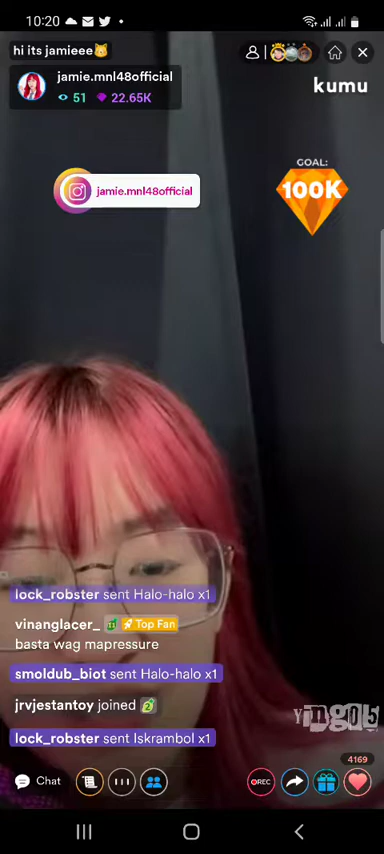 10:20
hi its jamieee
jamie.mnl48official
51 22.65K
kumu
GOAL:
100K
jamie.mnl48official
lock_robster sent Halo-halo x1
vinanglacer_ Top Fan
basta wag mapressure
smoldub_biot sent Halo-halo x1
jrvjestantoy joined 2
lock_robster sent Iskrambol x1
Ying05
4169
Chat
REC